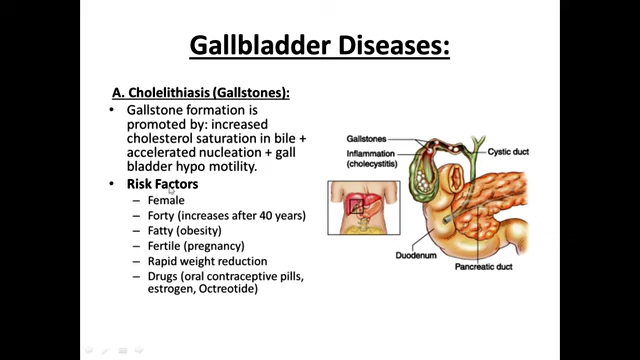 Gallbladder Diseases:
A. Cholelithiasis (Gallstones):
• Gallstone formation is
promoted by: increased
cholesterol saturation in bile +
accelerated nucleation + gall
bladder hypo motility.
• Risk Factors
– Female
– Forty (increases after 40 years)
– Fatty (obesity)
– Fertile (pregnancy)
– Rapid weight reduction
– Drugs (oral contraceptive pills,
estrogen, Octreotide)
Gallstones
Inflammation
(cholecystitis)
Cystic duct
Duodenum
Pancreatic duct